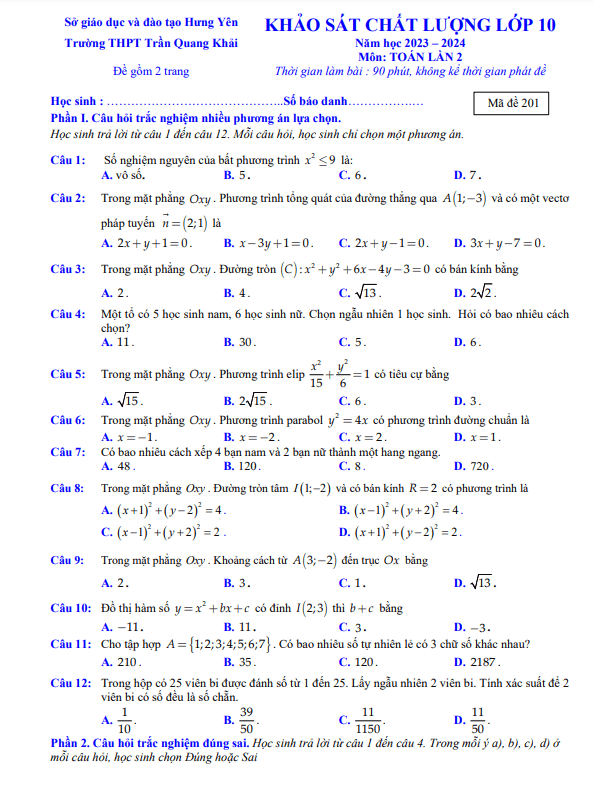 Sở giáo dục và đào tạo Hưng Yên
Trường THPT Trần Quang Khải
Đề gồm 2 trang
KHẢO SÁT CHẤT LƯỢNG LỚP 10
Năm học 2023 – 2024
Môn: TOÁN LẦN 2
Thời gian làm bài : 90 phút, không kể thời gian phát đề
Học sinh : ……………………………………..Số báo danh……………….
Mã đề 201
Phần I. Câu hỏi trắc nghiệm nhiều phương án lựa chọn.
Học sinh trả lời từ câu 1 đến câu 12. Mỗi câu hỏi, học sinh chỉ chọn một phương án.
Câu 1: Số nghiệm nguyên của bất phương trình x² ≤ 9 là:
A. vô số. B. 5. C. 6. D. 7.
Câu 2: Trong mặt phẳng Oxy. Phương trình tổng quát của đường thẳng qua A(1;−3) và có một vectơ
pháp tuyến n⃗ = (2;1) là
A. 2x + y + 1 = 0. B. x − 3y + 1 = 0. C. 2x + y − 1 = 0. D. 3x + y − 7 = 0.
Câu 3: Trong mặt phẳng Oxy. Đường tròn (C): x² + y² + 6x − 4y − 3 = 0 có bán kính bằng
A. 2. B. 4. C. √13. D. 2√2.
Câu 4: Một tổ có 5 học sinh nam, 6 học sinh nữ. Chọn ngẫu nhiên 1 học sinh. Hỏi có bao nhiêu cách
chọn?
A. 11. B. 30. C. 5. D. 6.
Câu 5: Trong mặt phẳng Oxy. Phương trình elip x²/15 + y²/6 = 1 có tiêu cự bằng
A. √15. B. 2√15. C. 6. D. 3.
Câu 6: Trong mặt phẳng Oxy. Phương trình parabol y² = 4x có phương trình đường chuẩn là
A. x = −1. B. x = −2. C. x = 2. D. x = 1.
Câu 7: Có bao nhiêu cách xếp 4 bạn nam và 2 bạn nữ thành một hang ngang.
A. 48. B. 120. C. 8. D. 720.
Câu 8: Trong mặt phẳng Oxy. Đường tròn tâm I(1;−2) và có bán kính R = 2 có phương trình là
A. (x+1)² + (y−2)² = 4. B. (x−1)² + (y+2)² = 4.
C. (x−1)² + (y+2)² = 2. D. (x+1)² + (y−2)² = 2.
Câu 9: Trong mặt phẳng Oxy. Khoảng cách từ A(3;−2) đến trục Ox bằng
A. 2. B. 3. C. 1. D. √13.
Câu 10: Đồ thị hàm số y = x² + bx + c có đỉnh I(2;3) thì b + c bằng
A. −11. B. 11. C. 3. D. −3.
Câu 11: Cho tập hợp A = {1;2;3;4;5;6;7}. Có bao nhiêu số tự nhiên lẻ có 3 chữ số khác nhau?
A. 210. B. 35. C. 120. D. 2187.
Câu 12: Trong hộp có 25 viên bi được đánh số từ 1 đến 25. Lấy ngẫu nhiên 2 viên bi. Tính xác suất để 2
viên bi có số đều là số chẵn.
A. 1/10. B. 39/50. C. 11/1150. D. 11/50.
Phần 2. Câu hỏi trắc nghiệm đúng sai. Học sinh trả lời từ câu 1 đến câu 4. Trong mỗi ý a), b), c), d) ở
mỗi câu hỏi, học sinh chọn Đúng hoặc Sai